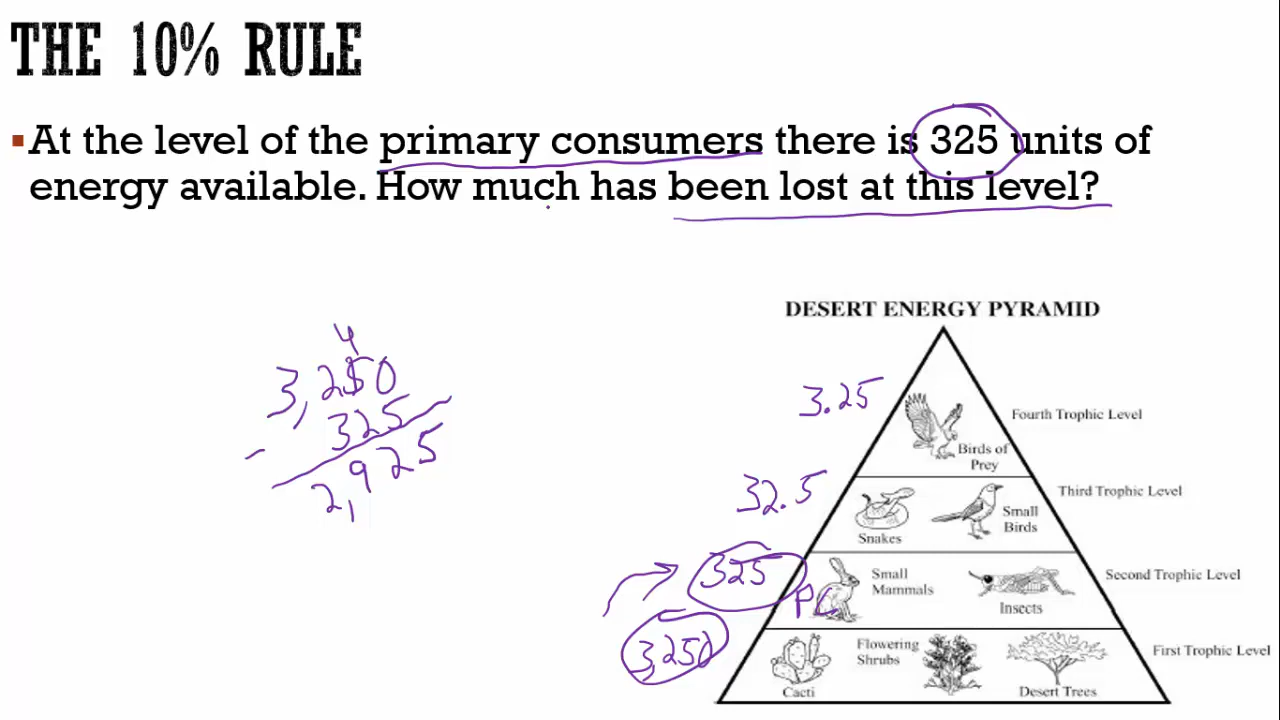 THE 10% RULE
At the level of the primary consumers there is 325 units of
energy available. How much has been lost at this level?
4
3,250
- 325
2,925
DESERT ENERGY PYRAMID
3.25
Birds of
Prey
Fourth Trophic Level
32.5
Snakes
Small
Birds
Third Trophic Level
325
PC
Small
Mammals
Insects
Second Trophic Level
3,250
Cacti
Flowering
Shrubs
Desert Trees
First Trophic Level